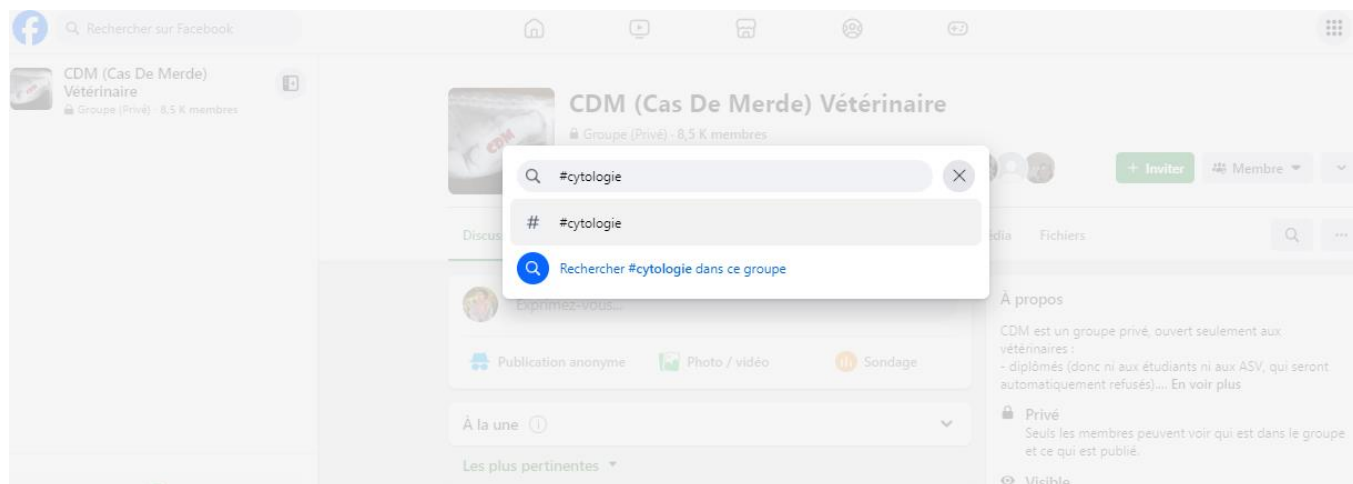 Rechercher sur Facebook
CDM (Cas De Merde)
Vétérinaire
Groupe (Privé) · 8,5 K membres
CDM
CDM (Cas De Merde) Vétérinaire
Groupe (Privé) · 8,5 K membres
+ Inviter
Membre
#cytologie
# #cytologie
Rechercher #cytologie dans ce groupe
Discus
édia
Fichiers
Exprimez-vous...
Publication anonyme
Photo / vidéo
Sondage
À la une
Les plus pertinentes
À propos
CDM est un groupe privé, ouvert seulement aux
vétérinaires :
- diplômés (donc ni aux étudiants ni aux ASV, qui seront
automatiquement refusés).... En voir plus
Privé
Seuls les membres peuvent voir qui est dans le groupe
et ce qui est publié.
Visible